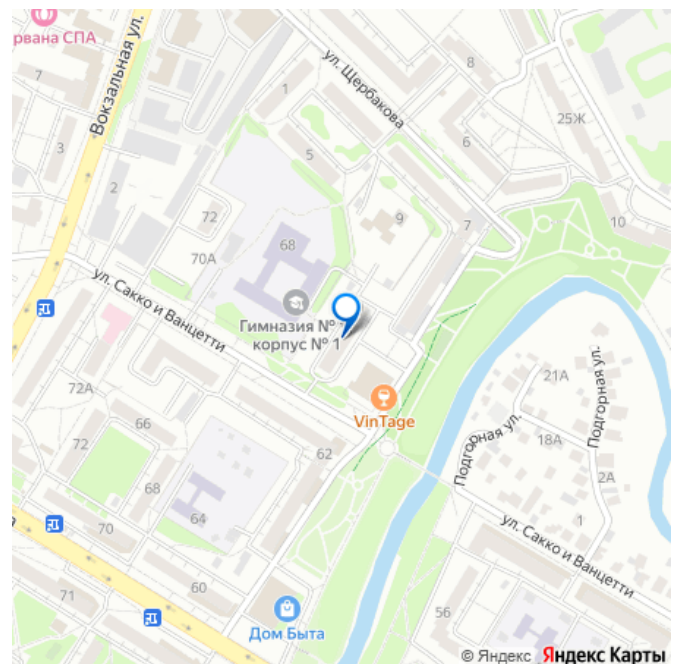 рвана СПА
7
Вокзальная ул.
3
2
1
ул. Щербакова
8
25Ж
5
6
9
7
10
72
70А
68
ул. Сакко и Ванцетти
Гимназия №
корпус № 1
VinTage
72А
66
72
68
62
64
70
71
60
Дом Быта
21А
Подгорная ул.
Подгорная ул.
18А
2А
1
ул. Сакко и Ванцетти
56
© Яндекс Яндекс Карты